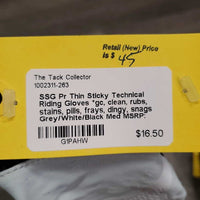 Retail (New) Price
is $ 45
The Tack Collector
1002311-263
SSG Pr Thin Sticky Technical
Riding Gloves *gc, clean, rubs,
stains, pills, frays, dingy, snags
Grey/White/Black Med MSRP:
$16.50
G1PAHW